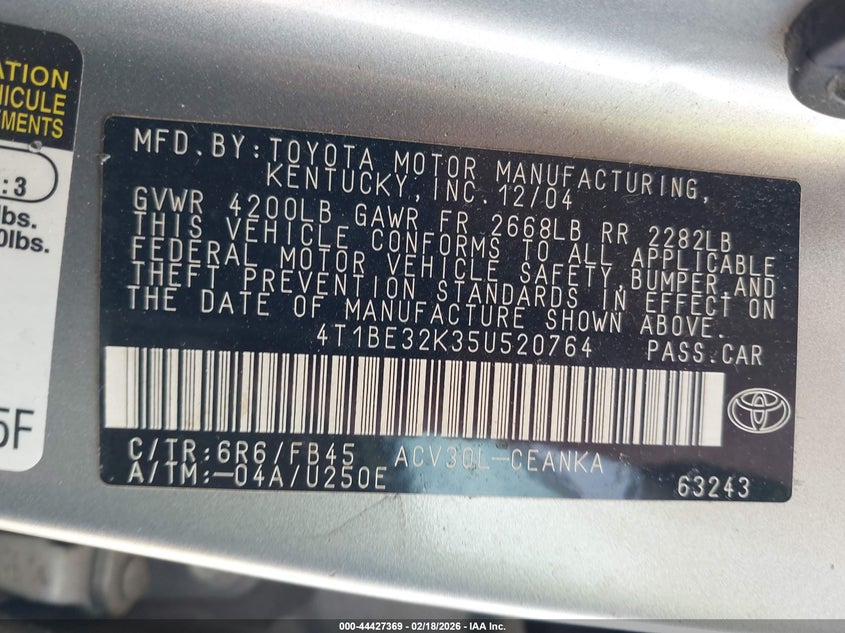 ATION
HICULE
EMENTS
:3
lbs.
0lbs.
5F
MFD.BY:TOYOTA MOTOR MANUFACTURING,
KENTUCKY,INC.12/04
GVWR 4200LB GAWR FR 2668LB RR 2282LB
THIS VEHICLE CONFORMS TO ALL APPLICABLE
FEDERAL MOTOR VEHICLE SAFETY,BUMPER,AND
THEFT PREVENTION STANDARDS IN EFFECT ON
THE DATE OF MANUFACTURE SHOWN ABOVE.
4T1BE32K35U520764 PASS.CAR
C/TR:6R6/FB45 ACV30L-CEANKA
A/TM:-04A/U250E 63243
000-44427369 | 02/18/2026 - IAA Inc.